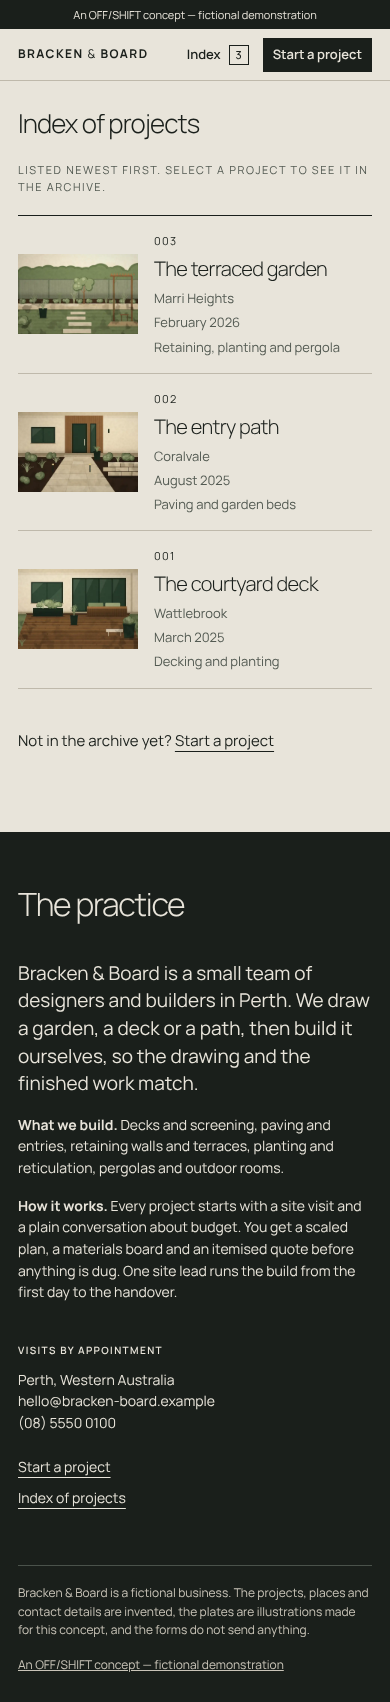 An OFF/SHIFT concept — fictional demonstration
BRACKEN & BOARD
Index 3
Start a project
Index of projects
LISTED NEWEST FIRST. SELECT A PROJECT TO SEE IT IN
THE ARCHIVE.
003
The terraced garden
Marri Heights
February 2026
Retaining, planting and pergola
002
The entry path
Coralvale
August 2025
Paving and garden beds
001
The courtyard deck
Wattlebrook
March 2025
Decking and planting
Not in the archive yet? Start a project
The practice
Bracken & Board is a small team of
designers and builders in Perth. We draw
a garden, a deck or a path, then build it
ourselves, so the drawing and the
finished work match.
What we build. Decks and screening, paving and
entries, retaining walls and terraces, planting and
reticulation, pergolas and outdoor rooms.
How it works. Every project starts with a site visit and
a plain conversation about budget. You get a scaled
plan, a materials board and an itemised quote before
anything is dug. One site lead runs the build from the
first day to the handover.
VISITS BY APPOINTMENT
Perth, Western Australia
hello@bracken-board.example
(08) 5550 0100
Start a project
Index of projects
Bracken & Board is a fictional business. The projects, places and
contact details are invented, the plates are illustrations made
for this concept, and the forms do not send anything.
An OFF/SHIFT concept — fictional demonstration